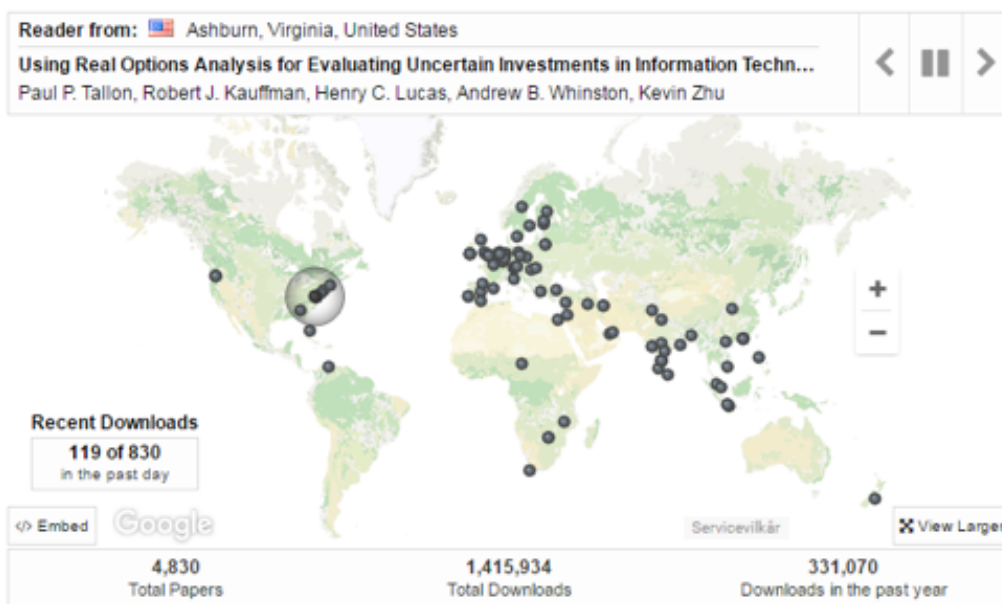 Reader from: Ashburn, Virginia, United States
Using Real Options Analysis for Evaluating Uncertain Investments in Information Techn...
Paul P. Tallon, Robert J. Kauffman, Henry C. Lucas, Andrew B. Whinston, Kevin Zhu
+
−
Recent Downloads
119 of 830
in the past day
</> Embed
Google
Servicevilkår
View Larger
4,830
Total Papers
1,415,934
Total Downloads
331,070
Downloads in the past year